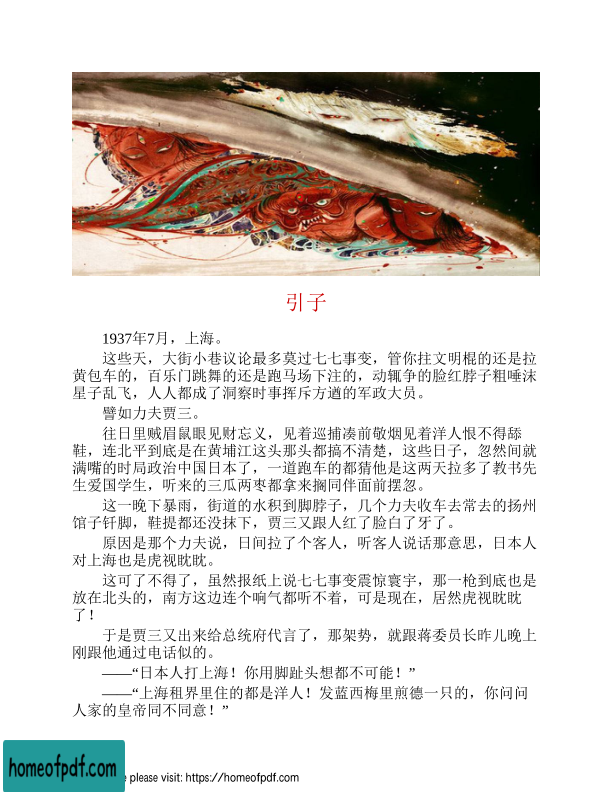 引子
1937年7月，上海。
这些天，大街小巷议论最多莫过七七事变，管你拄文明棍的还是拉
黄包车的，百乐门跳舞的还是跑马场下注的，动辄争的脸红脖子粗唾沫
星子乱飞，人人都成了洞察时事挥斥方遒的军政大员。
譬如力夫贾三。
往日里贼眉鼠眼见财忘义，见着巡捕凑前敬烟见着洋人恨不得舔
鞋，连北平到底是在黄埔江这头那头都搞不清楚，这些日子，忽然间就
满嘴的时局政治中国日本了，一道跑车的都猜他是这两天拉多了教书先
生爱国学生，听来的三瓜两枣都拿来搁同伴面前摆忽。
这一晚下暴雨，街道的水积到脚脖子，几个力夫收车去常去的扬州
馆子钎脚，鞋提都还没抹下，贾三又跟人红了脸白了牙了。
原因是那个力夫说，日间拉了个客人，听客人说话那意思，日本人
对上海也是虎视眈眈。
这可了不得了，虽然报纸上说七七事变震惊寰宇，那一枪到底也是
放在北头的，南方这边连个响气都听不着，可是现在，居然虎视眈眈
了！
于是贾三又出来给总统府代言了，那架势，就跟蒋委员长昨儿晚上
刚跟他通过电话似的。
——“日本人打上海！你用脚趾头想都不可能！”
——“上海租界里住的都是洋人！发蓝西梅里煎德一只的，你问问
人家的皇帝同不同意！”
homeofpdf.com
e please visit: https://homeofpdf.com